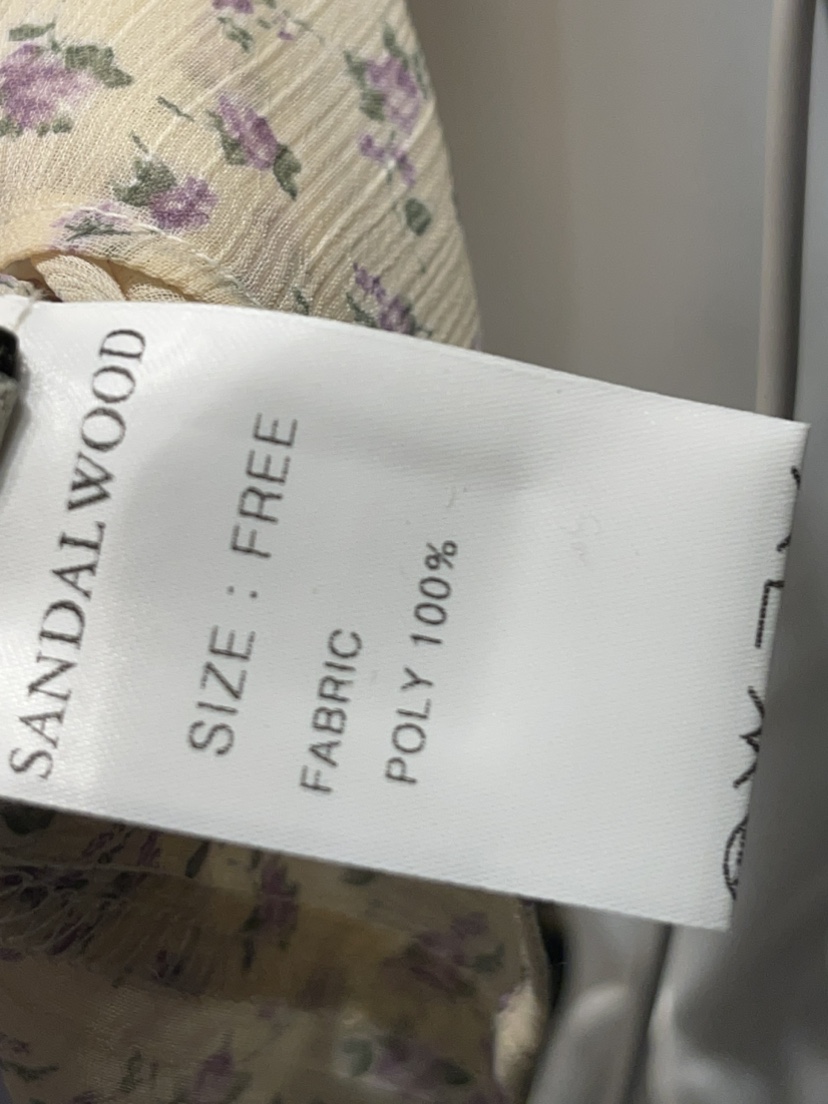 SANDALWOOD
SIZE : FREE
FABRIC
POLY 100%